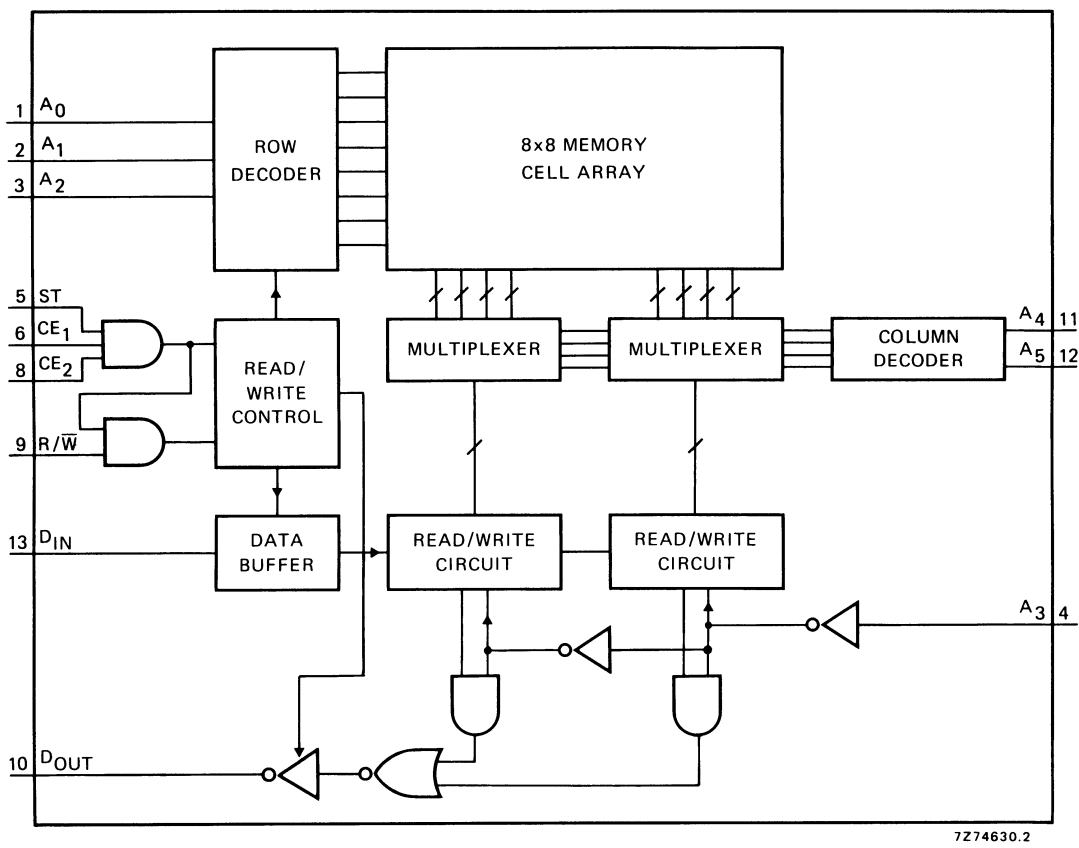 1 A0
2 A1
3 A2
ROW
DECODER
8x8 MEMORY
CELL ARRAY
5 ST
6 CE1
8 CE2
9 R/W̅
READ/
WRITE
CONTROL
MULTIPLEXER
MULTIPLEXER
COLUMN
DECODER
A4 11
A5 12
13 DIN
DATA
BUFFER
READ/WRITE
CIRCUIT
READ/WRITE
CIRCUIT
A3 4
10 DOUT
7Z74630.2